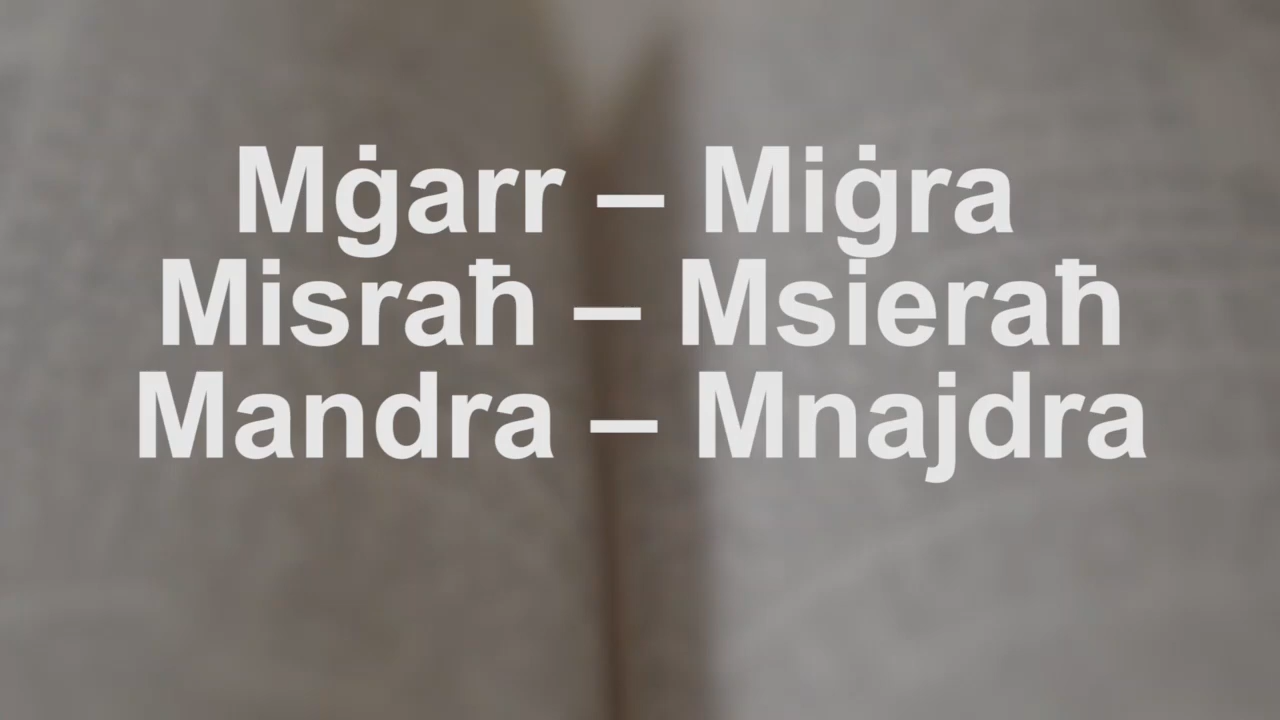 Mġarr – Miġra
Misraħ – Msieraħ
Mandra – Mnajdra